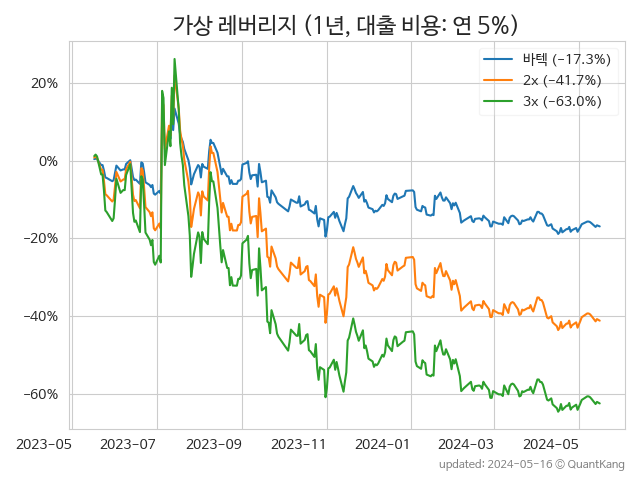 가상 레버리지 (1년, 대출 비용: 연 5%)
바텍 (−17.3%)
2x (−41.7%)
3x (−63.0%)
20%
0%
−20%
−40%
−60%
2023-05 2023-07 2023-09 2023-11 2024-01 2024-03 2024-05
updated: 2024-05-16 © QuantKang